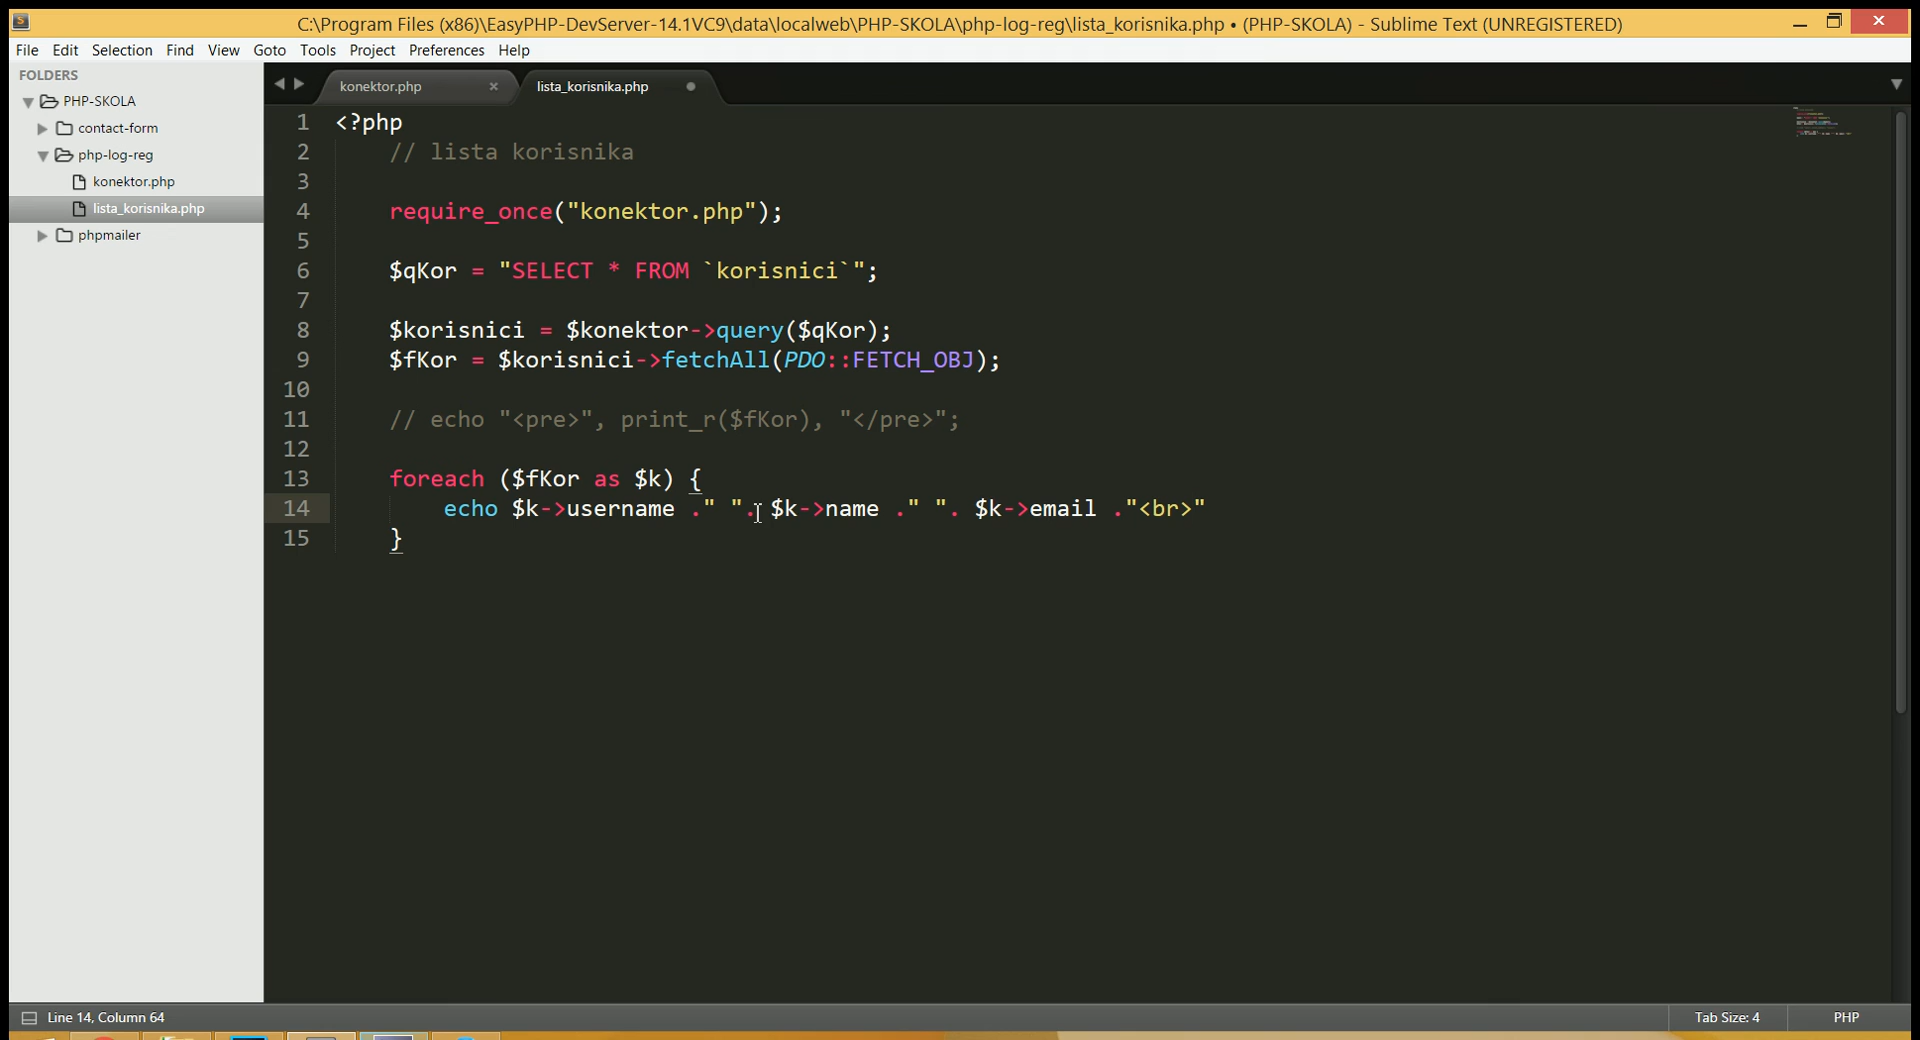 C:\Program Files (x86)\EasyPHP-DevServer-14.1VC9\data\localweb\PHP-SKOLA\php-log-reg\lista_korisnika.php • (PHP-SKOLA) - Sublime Text (UNREGISTERED)
File Edit Selection Find View Goto Tools Project Preferences Help
FOLDERS
PHP-SKOLA
contact-form
php-log-reg
konektor.php
lista_korisnika.php
phpmailer
konektor.php × lista_korisnika.php
1 <?php
2 // lista korisnika
3
4 require_once("konektor.php");
5
6 $qKor = "SELECT * FROM `korisnici`";
7
8 $korisnici = $konektor->query($qKor);
9 $fKor = $korisnici->fetchAll(PDO::FETCH_OBJ);
10
11 // echo "<pre>", print_r($fKor), "</pre>";
12
13 foreach ($fKor as $k) {
14 echo $k->username ." ". $k->name ." ". $k->email ."<br>"
15 }
Line 14, Column 64
Tab Size: 4
PHP